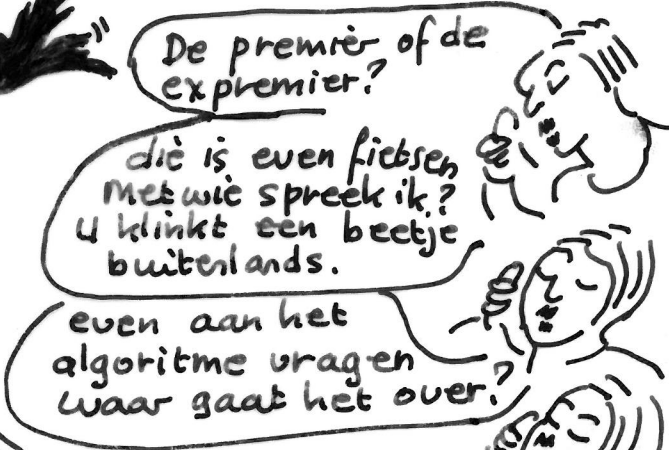 De premier of de
expremier?
die is even fietsen
met wie spreek ik?
u klinkt een beetje
buitenlands.
even aan het
algoritme vragen
waar gaat het over?